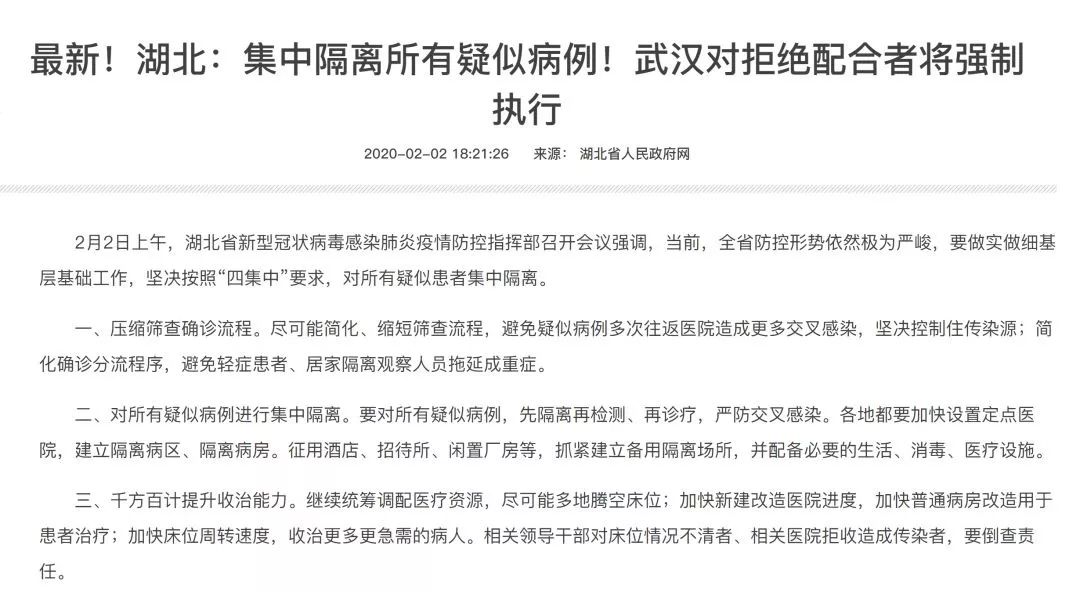 最新！湖北：集中隔离所有疑似病例！武汉对拒绝配合者将强制
执行
2020-02-02 18:21:26 来源： 湖北省人民政府网
2月2日上午，湖北省新型冠状病毒感染肺炎疫情防控指挥部召开会议强调，当前，全省防控形势依然极为严峻，要做实做细基
层基础工作，坚决按照“四集中”要求，对所有疑似患者集中隔离。
一、压缩筛查确诊流程。尽可能简化、缩短筛查流程，避免疑似病例多次往返医院造成更多交叉感染，坚决控制住传染源；简
化确诊分流程序，避免轻症患者、居家隔离观察人员拖延成重症。
二、对所有疑似病例进行集中隔离。要对所有疑似病例，先隔离再检测、再诊疗，严防交叉感染。各地都要加快设置定点医
院，建立隔离病区、隔离病房。征用酒店、招待所、闲置厂房等，抓紧建立备用隔离场所，并配备必要的生活、消毒、医疗设施。
三、千方百计提升收治能力。继续统筹调配医疗资源，尽可能多地腾空床位；加快新建改造医院进度，加快普通病房改造用于
患者治疗；加快床位周转速度，收治更多更急需的病人。相关领导干部对床位情况不清者、相关医院拒收造成传染者，要倒查责
任。